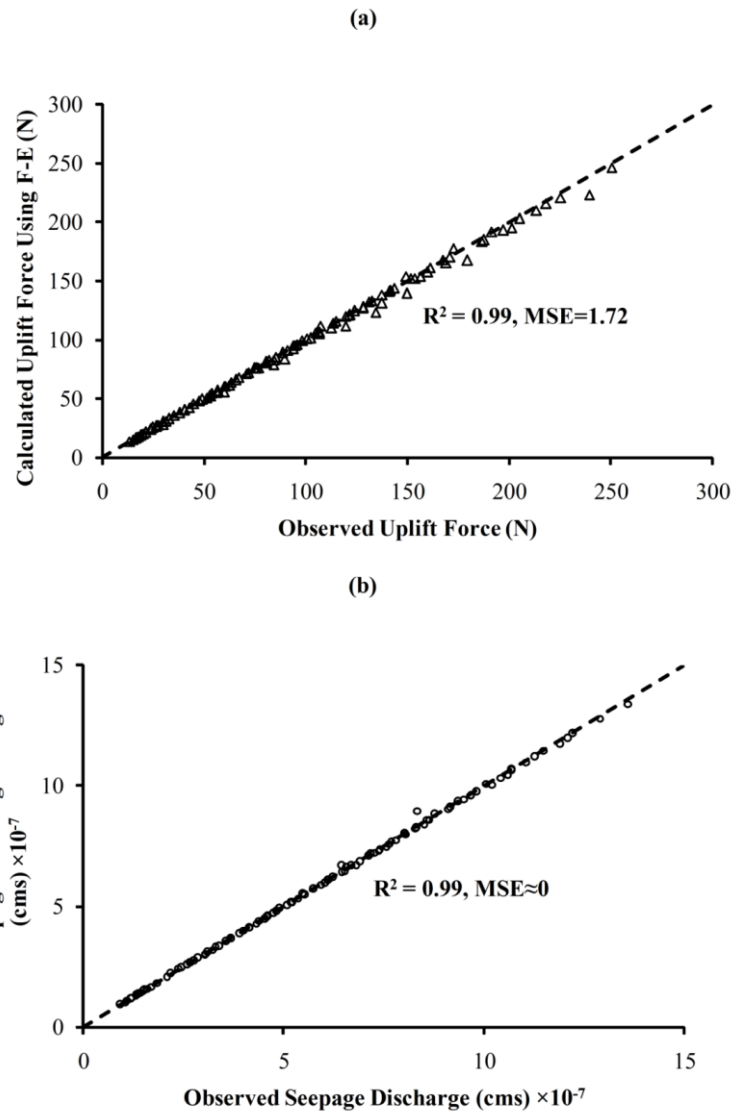 (a)
Calculated Uplift Force Using F-E (N)
300
250
200
150
100
50
0
R² = 0.99, MSE=1.72
0 50 100 150 200 250 300
Observed Uplift Force (N)
(b)
(cms) ×10⁻⁷
15
10
5
0
R² = 0.99, MSE≈0
0 5 10 15
Observed Seepage Discharge (cms) ×10⁻⁷